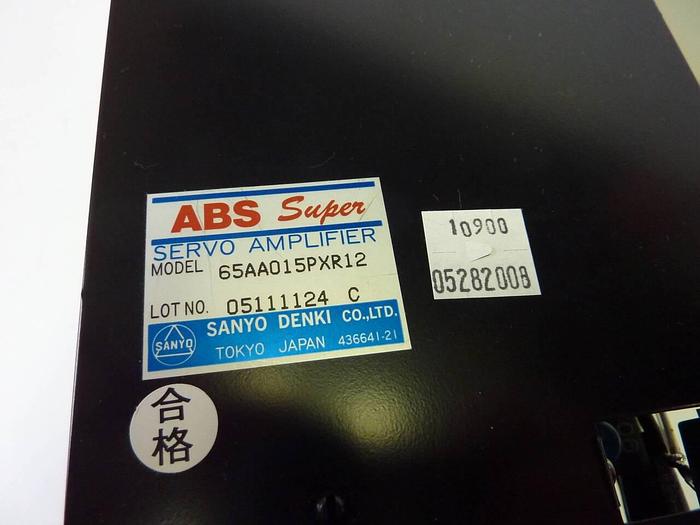 ABS Super
SERVO AMPLIFIER
MODEL 65AA015PXR12
LOT NO. 05111124 C
SANYO
SANYO DENKI CO.,LTD.
TOKYO JAPAN 436641-21
合格
10900
05282008